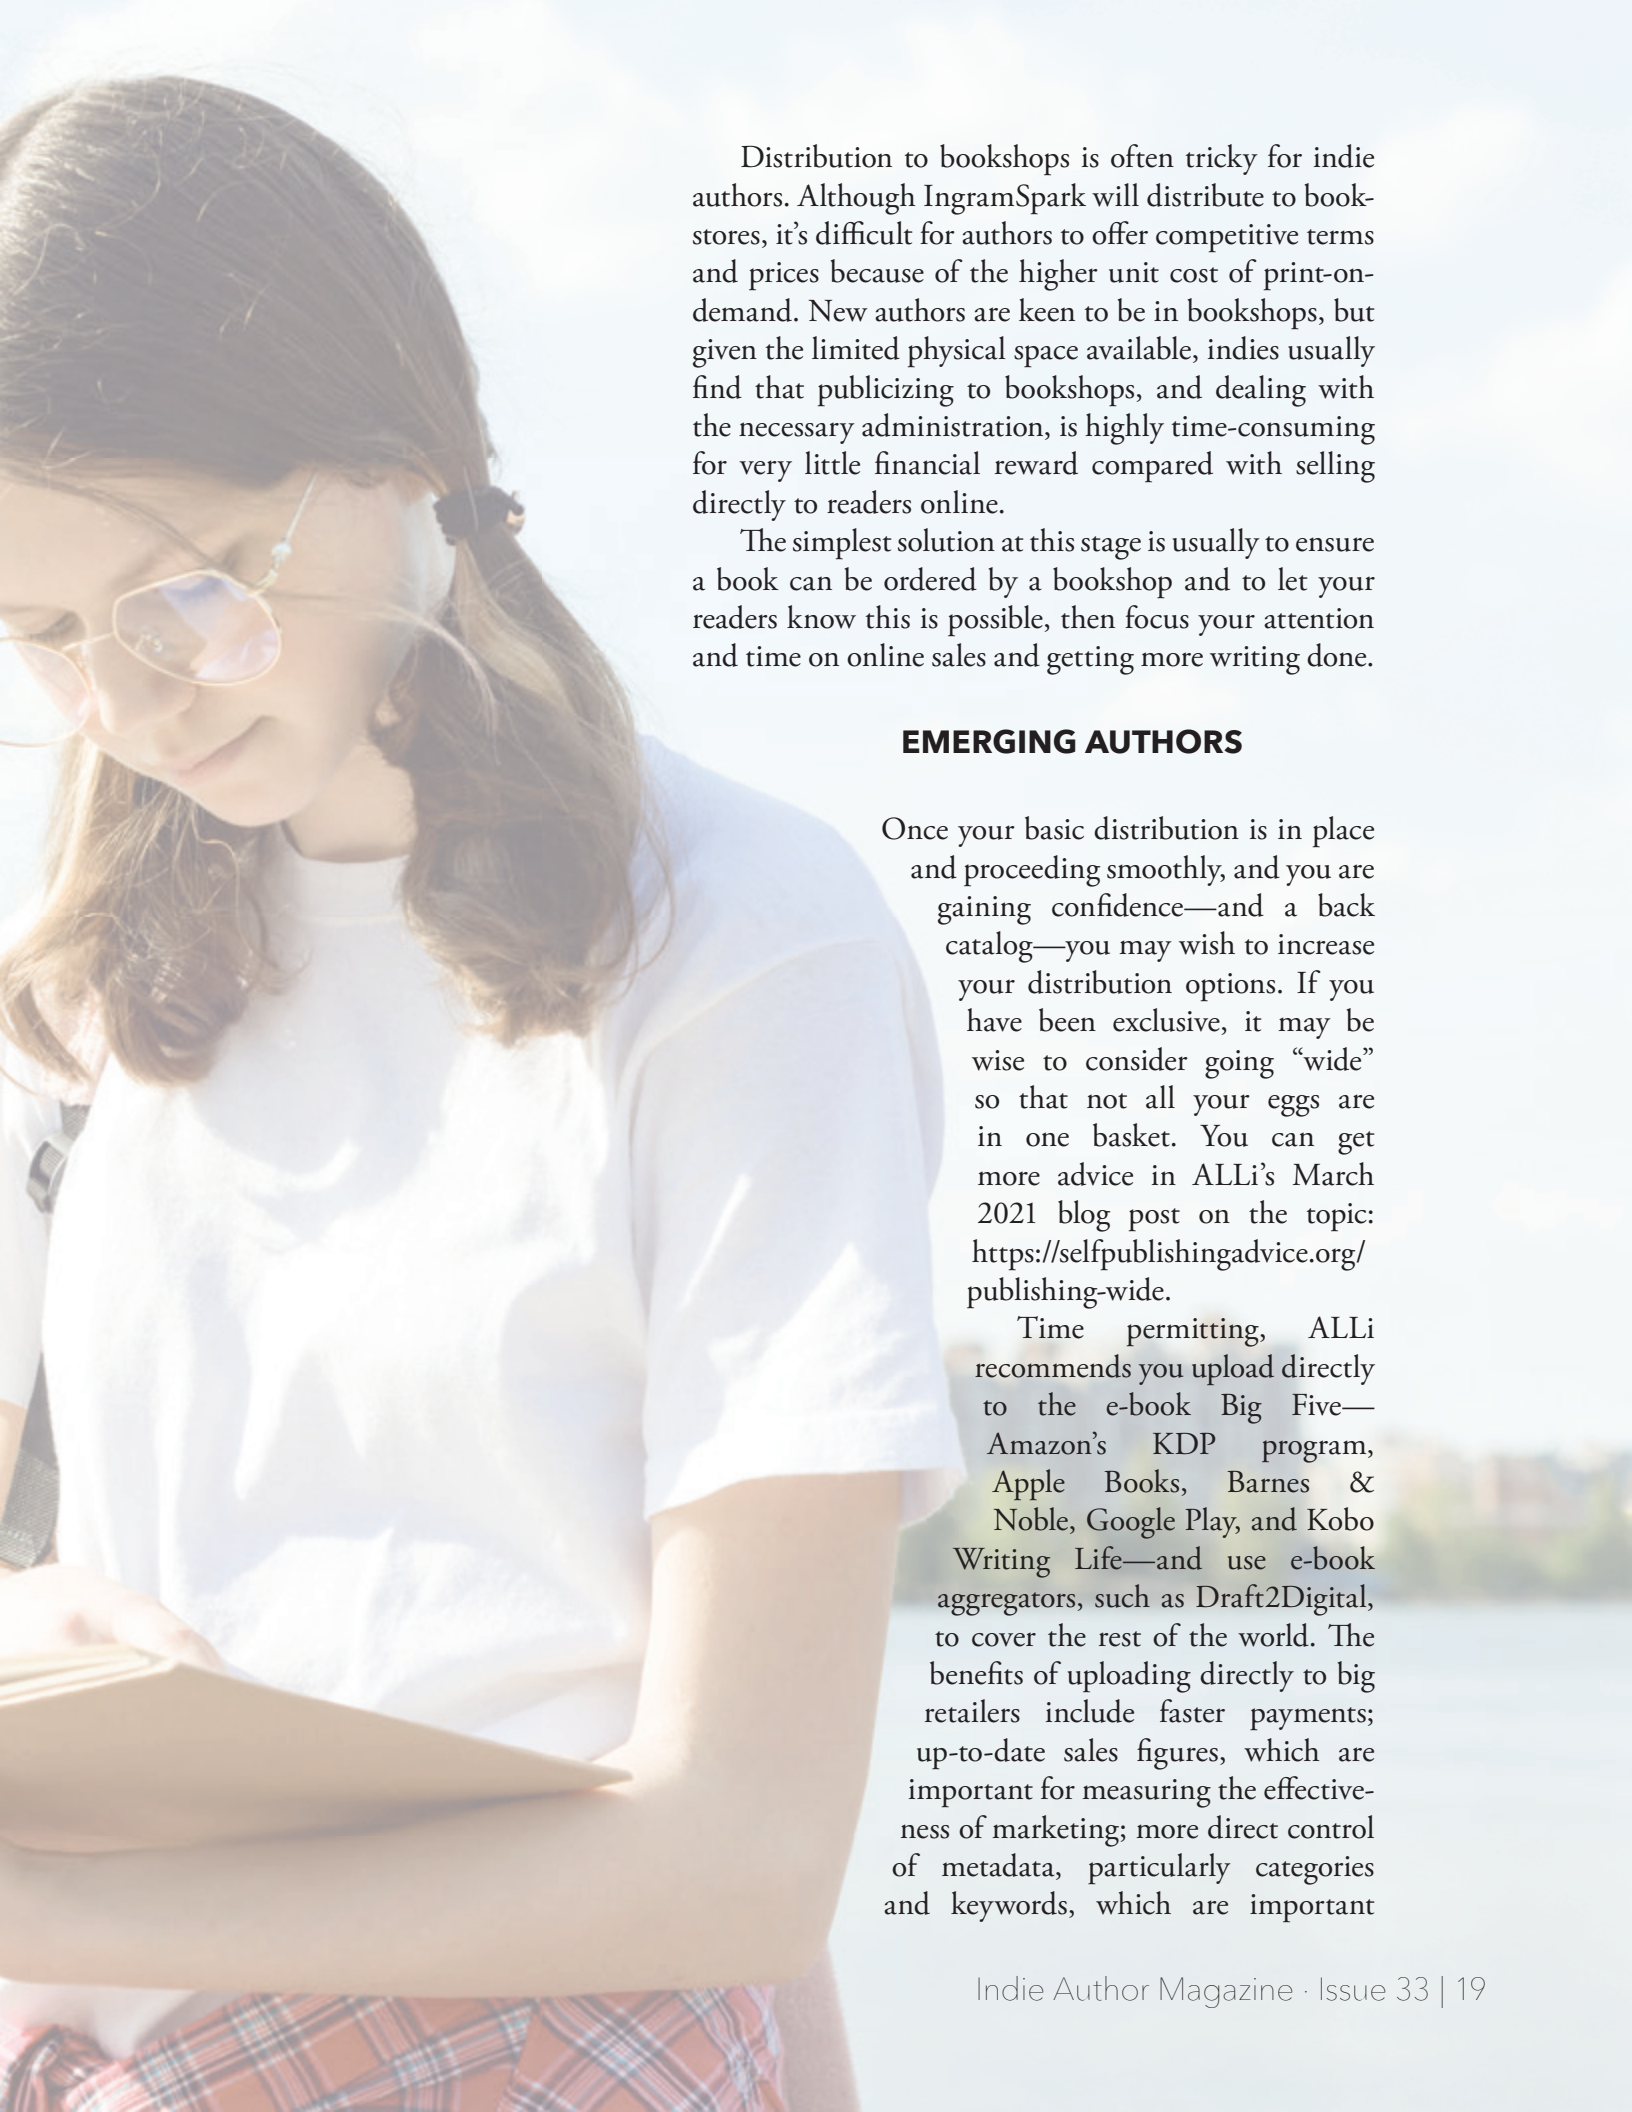 Distribution to bookshops is often tricky for indie
authors. Although IngramSpark will distribute to book-
stores, it’s difficult for authors to offer competitive terms
and prices because of the higher unit cost of print-on-
demand. New authors are keen to be in bookshops, but
given the limited physical space available, indies usually
find that publicizing to bookshops, and dealing with
the necessary administration, is highly time-consuming
for very little financial reward compared with selling
directly to readers online.
The simplest solution at this stage is usually to ensure
a book can be ordered by a bookshop and to let your
readers know this is possible, then focus your attention
and time on online sales and getting more writing done.
EMERGING AUTHORS
Once your basic distribution is in place
and proceeding smoothly, and you are
gaining confidence—and a back
catalog—you may wish to increase
your distribution options. If you
have been exclusive, it may be
wise to consider going “wide”
so that not all your eggs are
in one basket. You can get
more advice in ALLi’s March
2021 blog post on the topic:
https://selfpublishingadvice.org/
publishing-wide.
Time permitting, ALLi
recommends you upload directly
to the e-book Big Five—
Amazon’s KDP program,
Apple Books, Barnes &
Noble, Google Play, and Kobo
Writing Life—and use e-book
aggregators, such as Draft2Digital,
to cover the rest of the world. The
benefits of uploading directly to big
retailers include faster payments;
up-to-date sales figures, which are
important for measuring the effective-
ness of marketing; more direct control
of metadata, particularly categories
and keywords, which are important
Indie Author Magazine · Issue 33 | 19